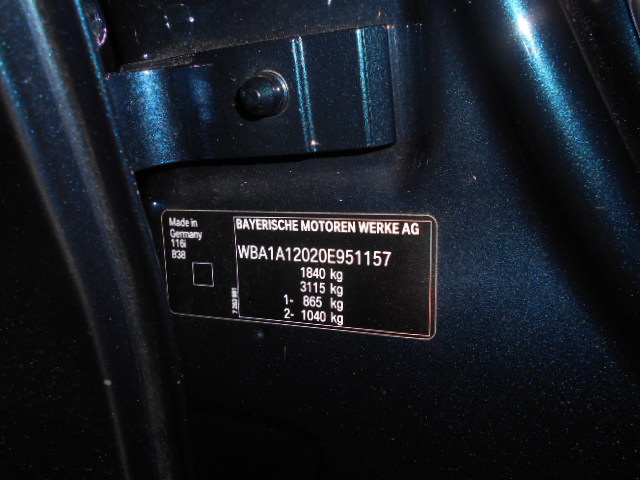 Made in
Germany
116i
B38
BAYERISCHE MOTOREN WERKE AG
WBA1A12020E951157
1840 kg
3115 kg
1- 865 kg
2- 1040 kg